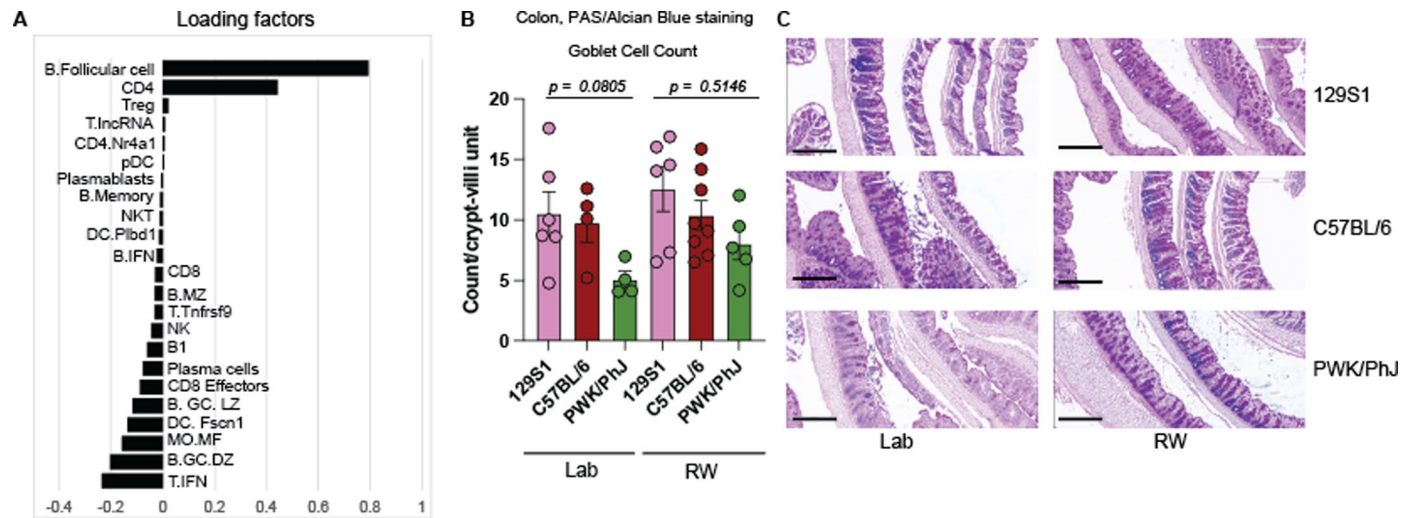 A
Loading factors
B.Follicular cell
CD4
Treg
T.lncRNA
CD4.Nr4a1
pDC
Plasmablasts
B.Memory
NKT
DC.Plbd1
B.IFN
CD8
B.MZ
T.Tnfrsf9
NK
B1
Plasma cells
CD8 Effectors
B. GC. LZ
DC. Fscn1
MO.MF
B.GC.DZ
T.IFN
-0.4 -0.2 0 0.2 0.4 0.6 0.8 1
B
Colon, PAS/Alcian Blue staining
Goblet Cell Count
p = 0.0805 p = 0.5146
Count/crypt-villi unit
20
15
10
5
0
129S1 C57BL/6 PWK/PhJ 129S1 C57BL/6 PWK/PhJ
Lab RW
C
129S1
C57BL/6
PWK/PhJ
Lab RW